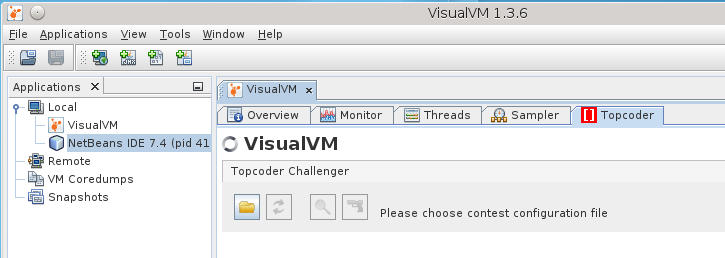 VisualVM 1.3.6
File Applications View Tools Window Help
Applications
VisualVM
Local
VisualVM
NetBeans IDE 7.4 (pid 41
Remote
VM Coredumps
Snapshots
Overview Monitor Threads Sampler Topcoder
VisualVM
Topcoder Challenger
Please choose contest configuration file